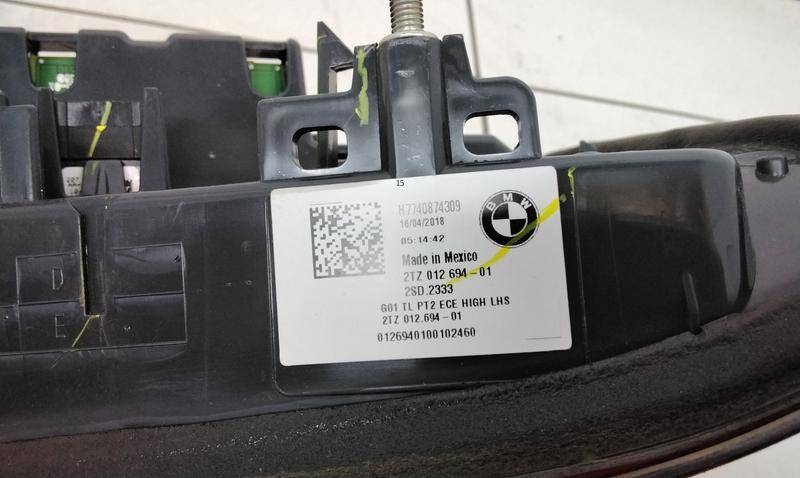 15
H7740874309
16/04/2018
05:14:42
BMW
Made in Mexico
2TZ 012 694-01
2SD.2333
G01 TL PT2 ECE HIGH LHS
2TZ 012.694-01
0126940100102460
D
E